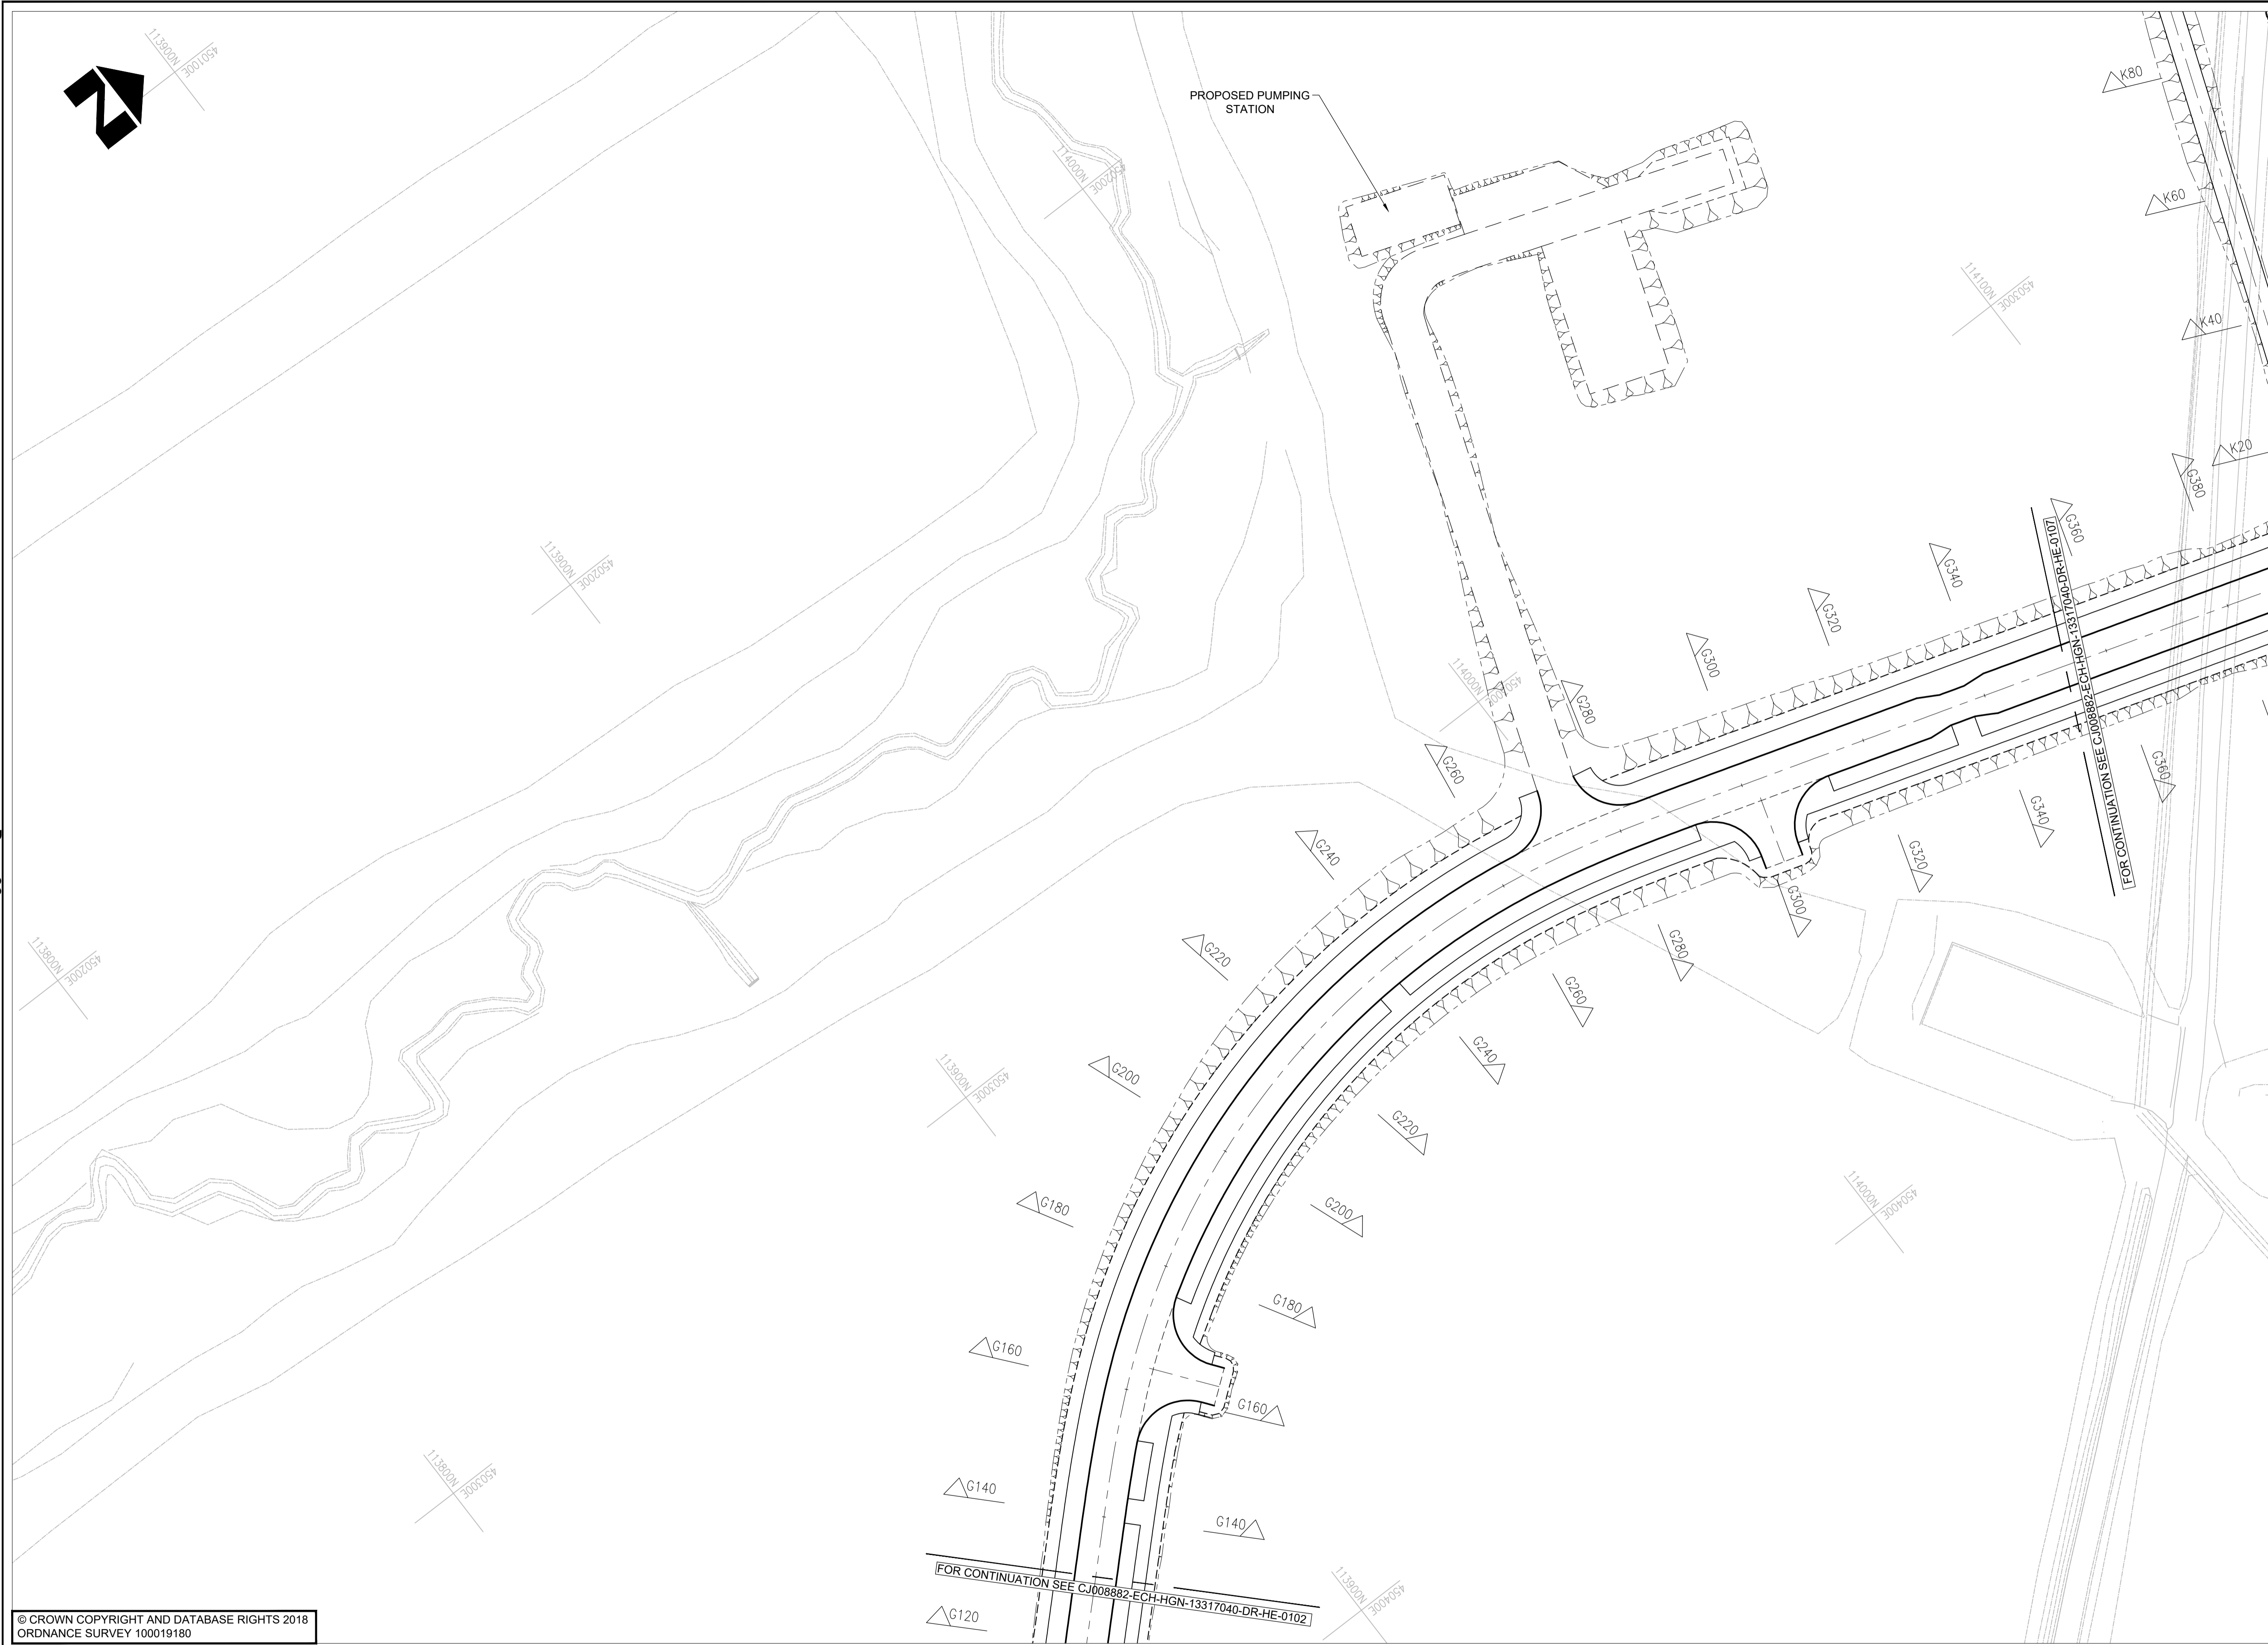 113900N
450100E
N
PROPOSED PUMPING
STATION
K80
114000N
450200E
K60
114100N
450300E
K40
K20
G380
G360
FOR CONTINUATION SEE CJ008882-ECH-HGN-13317040-DR-HE-0107
G340
113900N
450200E
G320
G300
114000N
450400E
G280
G260
G360
G340
G240
G320
G300
113800N
450200E
G220
G280
G260
G240
G200
113900N
450300E
G220
G180
G200
114000N
450400E
G180
G160
G160
113800N
450300E
G140
G140
FOR CONTINUATION SEE CJ008882-ECH-HGN-13317040-DR-HE-0102
113900N
450400E
G120
© CROWN COPYRIGHT AND DATABASE RIGHTS 2018
ORDNANCE SURVEY 100019180